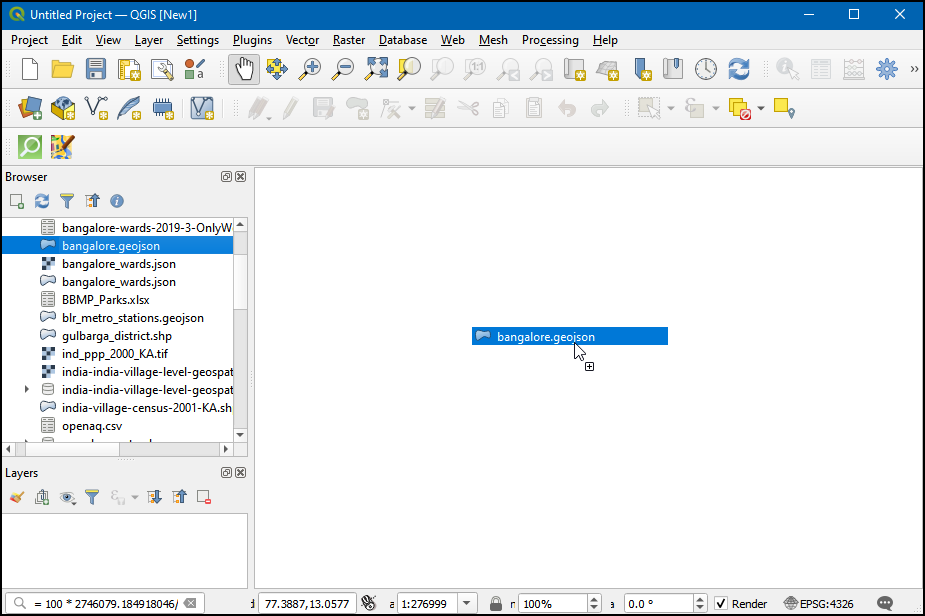 Untitled Project — QGIS [New1]
Project Edit View Layer Settings Plugins Vector Raster Database Web Mesh Processing Help
1:1
Browser
bangalore-wards-2019-3-OnlyW
bangalore.geojson
bangalore_wards.json
bangalore_wards.json
BBMP_Parks.xlsx
blr_metro_stations.geojson
gulbarga_district.shp
ind_ppp_2000_KA.tif
india-india-village-level-geospat
india-india-village-level-geospat
india-village-census-2001-KA.sh
openaq.csv
bangalore.geojson
Layers
= 100 * 2746079.184918046/ 77.3887,13.0577 a 1:276999 100% a 0.0 ° Render EPSG:4326